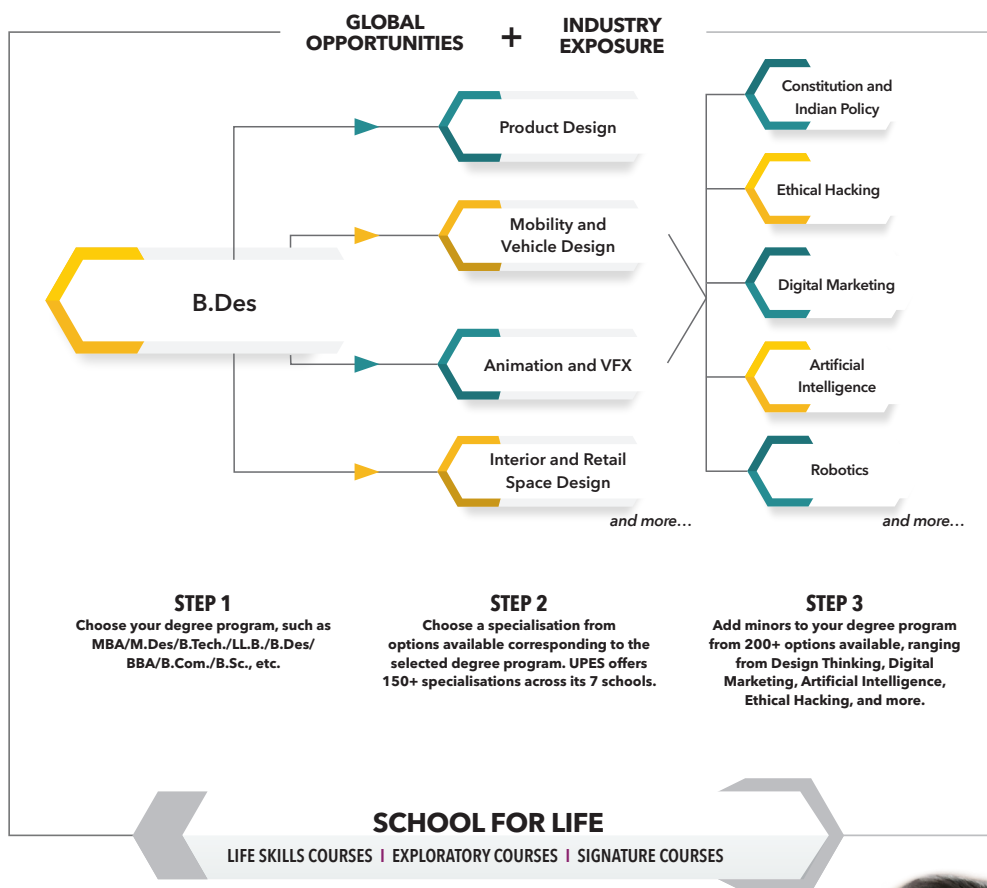 GLOBAL
OPPORTUNITIES
+
INDUSTRY
EXPOSURE
B.Des
Product Design
Mobility and
Vehicle Design
Animation and VFX
Interior and Retail
Space Design
and more...
Constitution and
Indian Policy
Ethical Hacking
Digital Marketing
Artificial
Intelligence
Robotics
and more...
STEP 1
Choose your degree program, such as
MBA/M.Des/B.Tech./LL.B./B.Des/
BBA/B.Com./B.Sc., etc.
STEP 2
Choose a specialisation from
options available corresponding to the
selected degree program. UPES offers
150+ specialisations across its 7 schools.
STEP 3
Add minors to your degree program
from 200+ options available, ranging
from Design Thinking, Digital
Marketing, Artificial Intelligence,
Ethical Hacking, and more.
SCHOOL FOR LIFE
LIFE SKILLS COURSES I EXPLORATORY COURSES I SIGNATURE COURSES